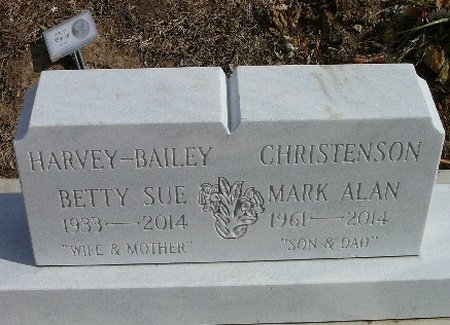 HARVEY-BAILEY CHRISTENSON
BETTY SUE MARK ALAN
1933-2014 1961-2014
"WIFE & MOTHER" "SON & DAD"